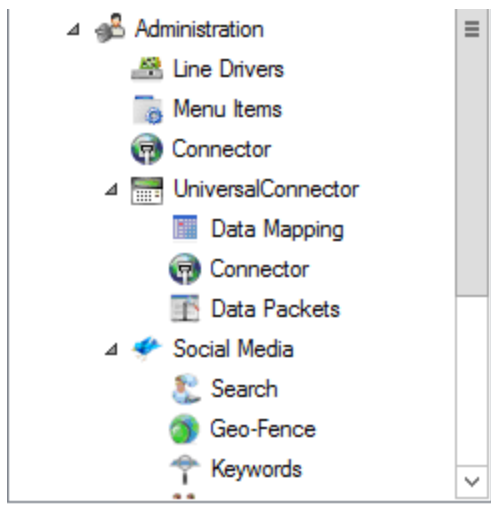 Administration
Line Drivers
Menu Items
Connector
UniversalConnector
Data Mapping
Connector
Data Packets
Social Media
Search
Geo-Fence
Keywords